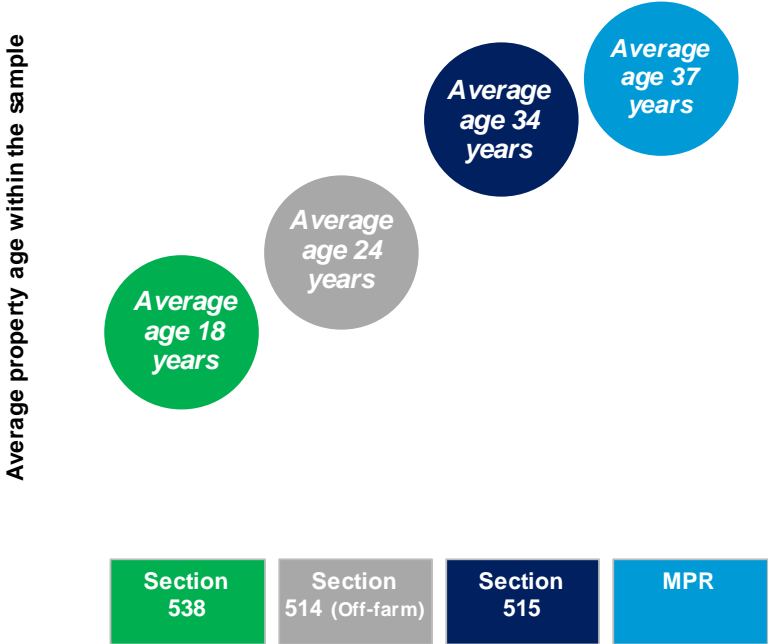 Average property age within the sample
Average
age 18
years
Average
age 24
years
Average
age 34
years
Average
age 37
years
Section
538
Section
514 (Off-farm)
Section
515
MPR